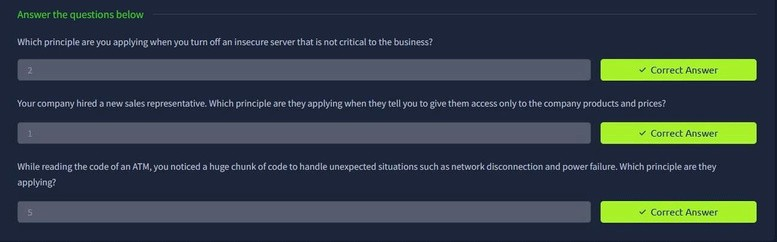 Answer the questions below
Which principle are you applying when you turn off an insecure server that is not critical to the business?
2
✓ Correct Answer
Your company hired a new sales representative. Which principle are they applying when they tell you to give them access only to the company products and prices?
1
✓ Correct Answer
While reading the code of an ATM, you noticed a huge chunk of code to handle unexpected situations such as network disconnection and power failure. Which principle are they
applying?
5
✓ Correct Answer